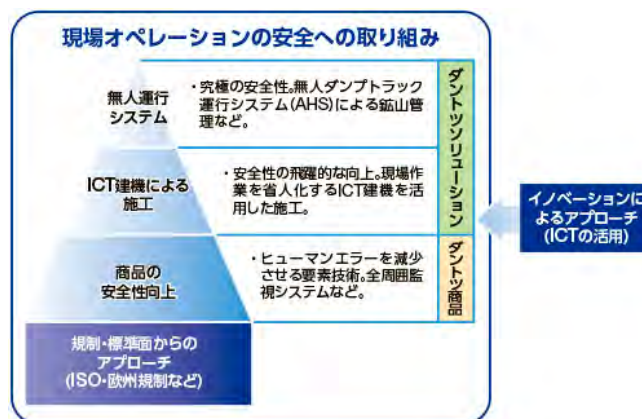 現場オペレーションの安全への取り組み
無人運行
システム
・究極の安全性。無人ダンプトラック
運行システム(AHS)による鉱山管
理など。
ICT建機による
施工
・安全性の飛躍的な向上。現場作
業を省人化するICT建機を活
用した施工。
商品の
安全性向上
・ヒューマンエラーを減少
させる要素技術。全周囲監
視システムなど。
規制・標準面からの
アプローチ
(ISO・欧州規制など)
ダントツソリューション
ダントツ商品
イノベーションに
よるアプローチ
(ICTの活用)